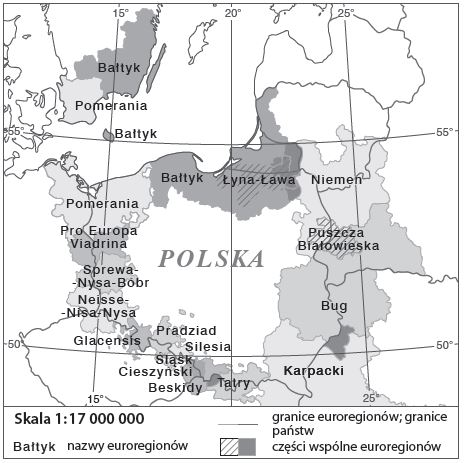 15° 20° 25°
Bałtyk
Pomerania
55° Bałtyk 55°
Bałtyk Łyna-Ława Niemen
Pomerania
Pro Europa
Viadrina
Puszcza
Białowieska
POLSKA
Sprewa-
-Nysa-Bóbr
Neisse-
-Nisa-Nysa
Bug
Pradziad
Glacensis Silesia
50° 50°
Śląsk
Cieszyński
Karpacki
Beskidy Tatry
15° 20° 25
Skala 1:17 000 000
granice euroregionów; granice
państw
Bałtyk nazwy euroregionów
części wspólne euroregionów